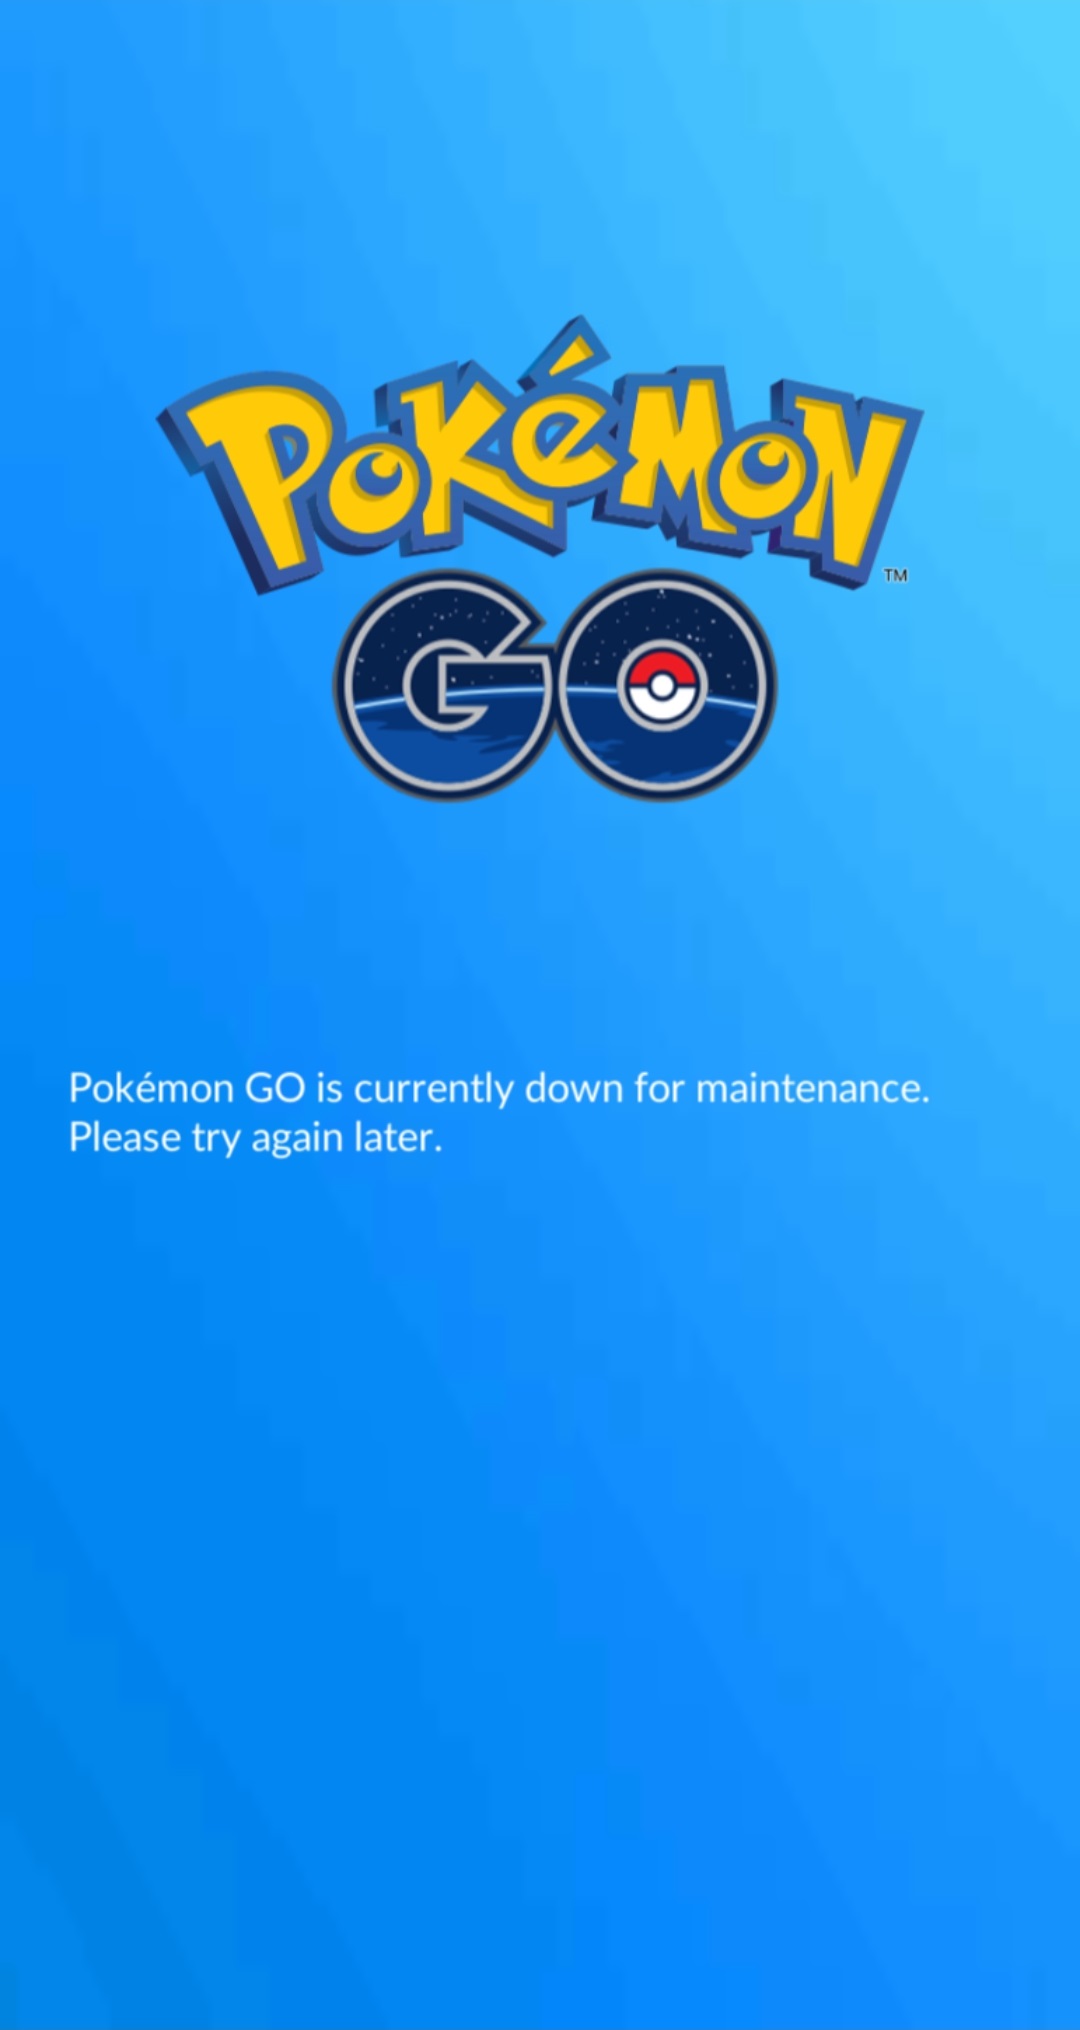 Pokémon
TM
GO
Pokémon GO is currently down for maintenance.
Please try again later.